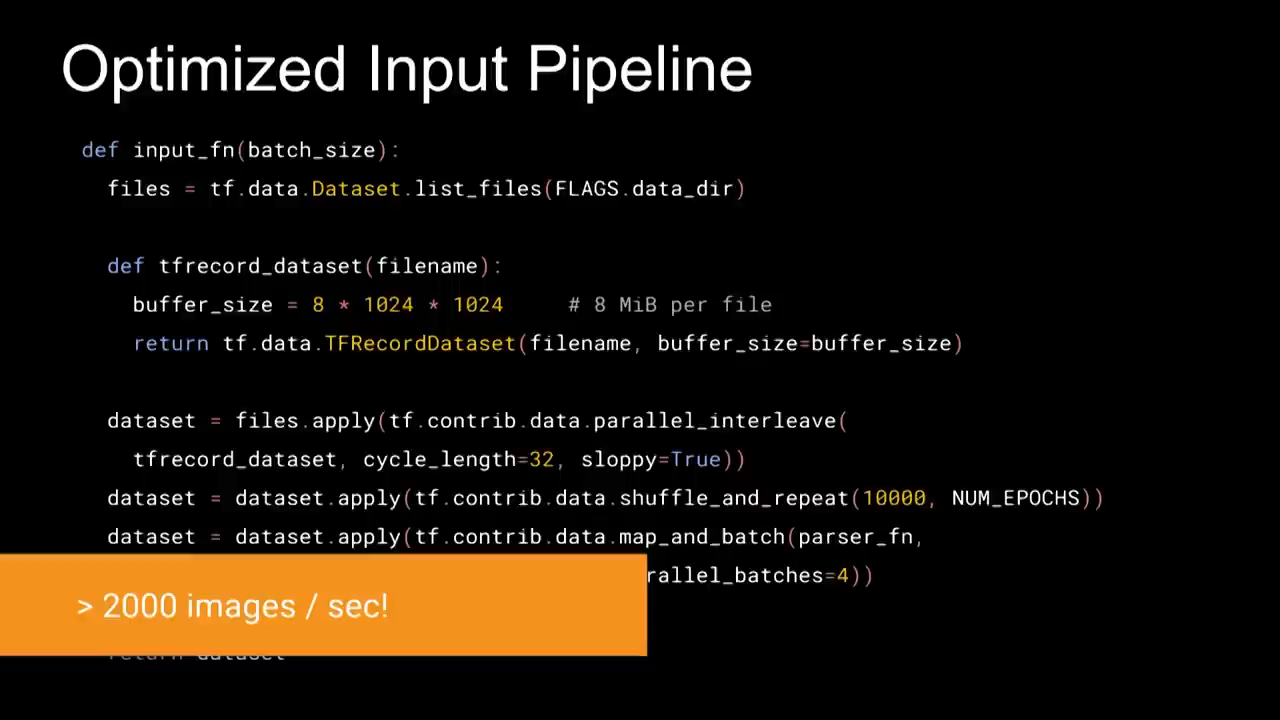 Optimized Input Pipeline
def input_fn(batch_size):
files = tf.data.Dataset.list_files(FLAGS.data_dir)
def tfrecord_dataset(filename):
buffer_size = 8 * 1024 * 1024 # 8 MiB per file
return tf.data.TFRecordDataset(filename, buffer_size=buffer_size)
dataset = files.apply(tf.contrib.data.parallel_interleave(
tfrecord_dataset, cycle_length=32, sloppy=True))
dataset = dataset.apply(tf.contrib.data.shuffle_and_repeat(10000, NUM_EPOCHS))
dataset = dataset.apply(tf.contrib.data.map_and_batch(parser_fn,
rallel_batches=4))
> 2000 images / sec!
return dataset